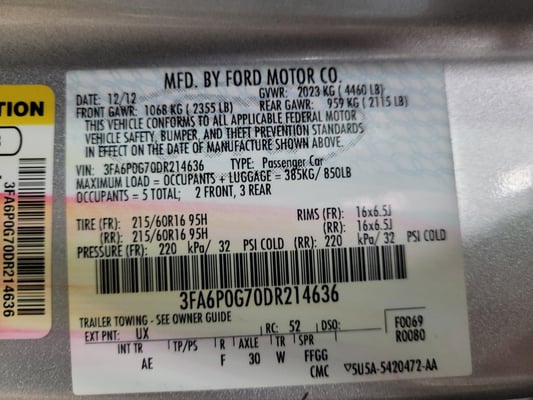 MFD. BY FORD MOTOR CO.
DATE: 12/12 GVWR: 2023 KG ( 4460 LB)
FRONT GAWR: 1068 KG ( 2355 LB) REAR GAWR: 959 KG ( 2115 LB)
THIS VEHICLE CONFORMS TO ALL APPLICABLE FEDERAL MOTOR
VEHICLE SAFETY, BUMPER, AND THEFT PREVENTION STANDARDS
IN EFFECT ON THE DATE OF MANUFACTURE SHOWN ABOVE.
VIN: 3FA6P0G70DR214636 TYPE: Passenger Car
MAXIMUM LOAD = OCCUPANTS + LUGGAGE = 385KG/ 850LB
OCCUPANTS = 5 TOTAL; 2 FRONT, 3 REAR
TIRE (FR): 215/60R16 95H RIMS (FR): 16x6.5J
(RR): 215/60R16 95H (RR): 16x6.5J
PRESSURE (FR): 220 kPa/ 32 PSI COLD (RR): 220 kPa/ 32 PSI COLD
3FA6P0G70DR214636
TRAILER TOWING - SEE OWNER GUIDE
EXT PNT: UX RC: 52 DSO: F0069
R0080
INT TR TP/PS R AXLE TR SPR
AE F 30 W FFGG
CMC ▽5U5A-5420472-AA
TION
3FA6P0G70DR214636